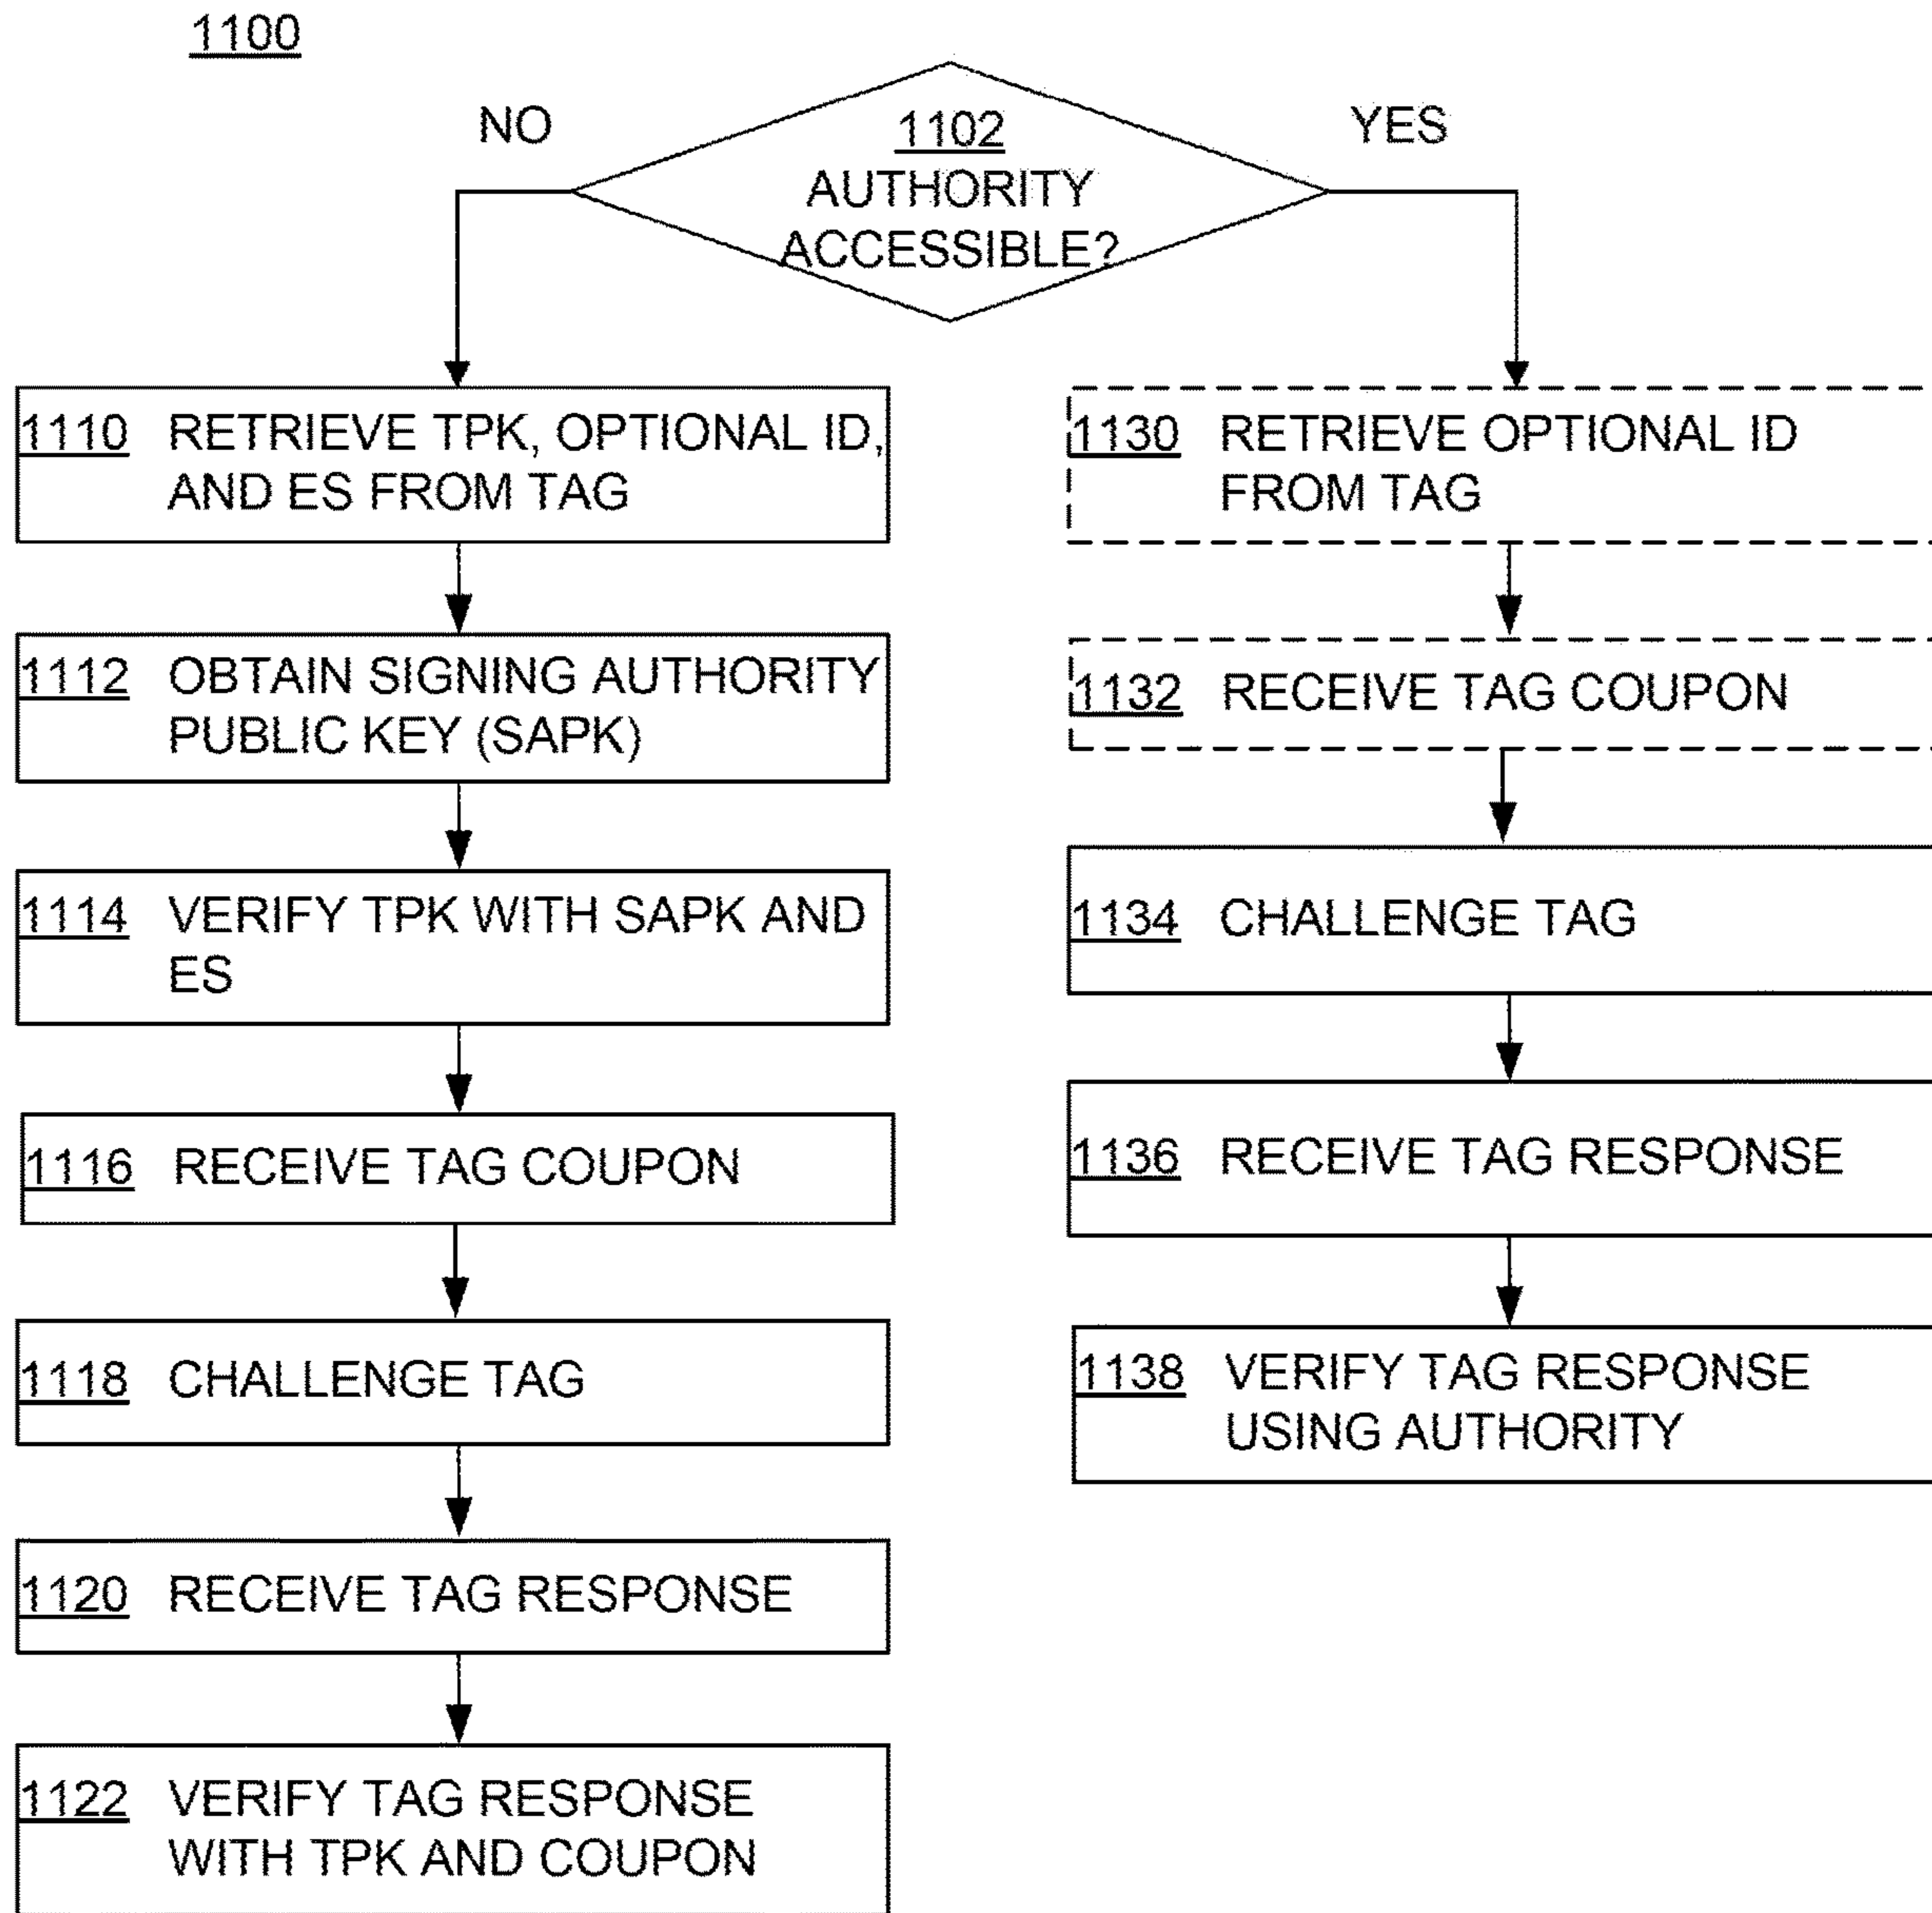 1100
NO
1102
YES
AUTHORITY
ACCESSIBLE?
1110 RETRIEVE TPK, OPTIONAL ID,
AND ES FROM TAG
1112 OBTAIN SIGNING AUTHORITY
PUBLIC KEY (SAPK)
1114 VERIFY TPK WITH SAPK AND
ES
1116 RECEIVE TAG COUPON
1118 CHALLENGE TAG
1120 RECEIVE TAG RESPONSE
1122 VERIFY TAG RESPONSE
WITH TPK AND COUPON
1130 RETRIEVE OPTIONAL ID
FROM TAG
1132 RECEIVE TAG COUPON
1134 CHALLENGE TAG
1136 RECEIVE TAG RESPONSE
1138 VERIFY TAG RESPONSE
USING AUTHORITY